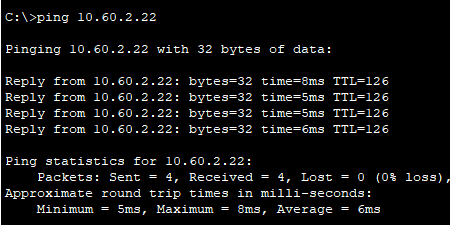 C:\>ping 10.60.2.22
Pinging 10.60.2.22 with 32 bytes of data:
Reply from 10.60.2.22: bytes=32 time=8ms TTL=126
Reply from 10.60.2.22: bytes=32 time=5ms TTL=126
Reply from 10.60.2.22: bytes=32 time=5ms TTL=126
Reply from 10.60.2.22: bytes=32 time=6ms TTL=126
Ping statistics for 10.60.2.22:
    Packets: Sent = 4, Received = 4, Lost = 0 (0% loss),
Approximate round trip times in milli-seconds:
    Minimum = 5ms, Maximum = 8ms, Average = 6ms